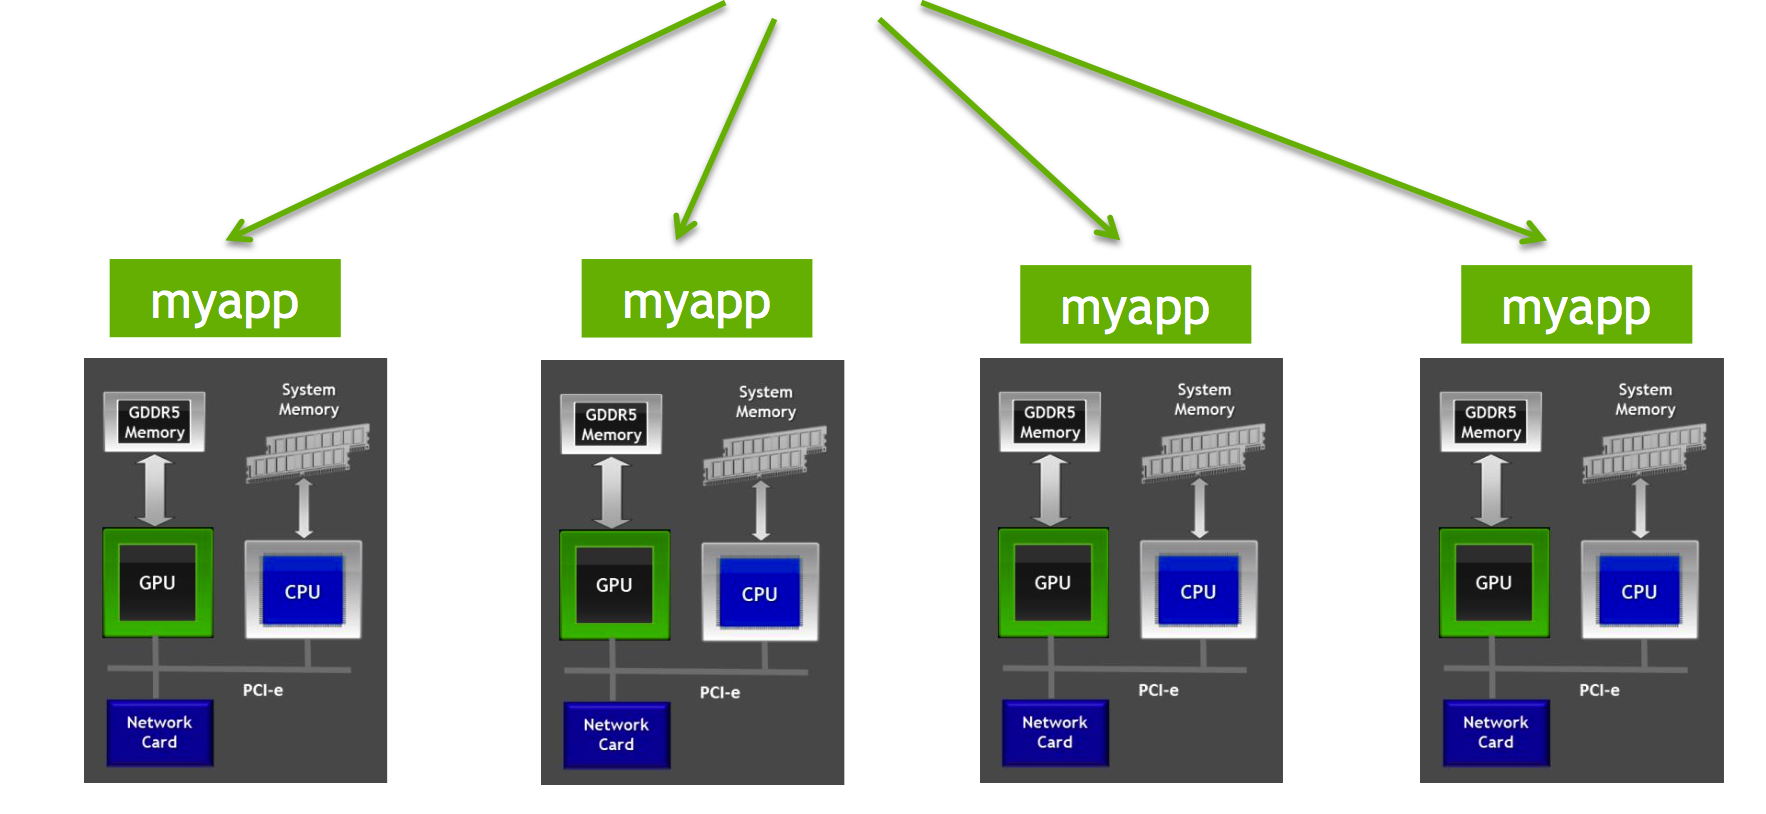 myapp
myapp
myapp
myapp
GDDR5
Memory
System
Memory
GPU
CPU
PCI-e
Network
Card
GDDR5
Memory
System
Memory
GPU
CPU
PCI-e
Network
Card
GDDR5
Memory
System
Memory
GPU
CPU
PCI-e
Network
Card
GDDR5
Memory
System
Memory
GPU
CPU
PCI-e
Network
Card